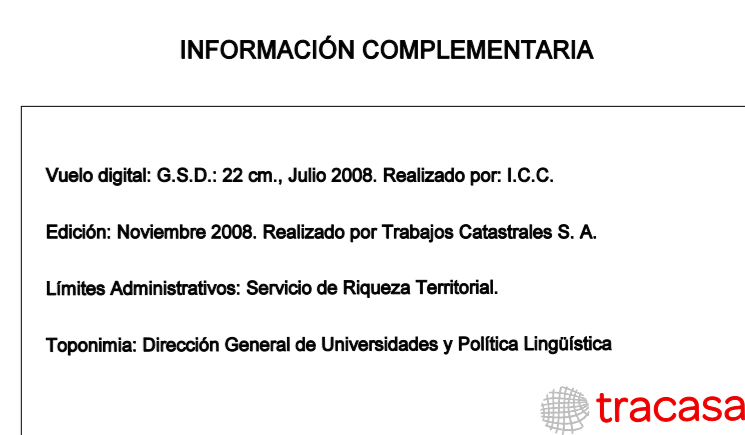 INFORMACIÓN COMPLEMENTARIA
Vuelo digital: G.S.D.: 22 cm., Julio 2008. Realizado por: I.C.C.
Edición: Noviembre 2008. Realizado por Trabajos Catastrales S. A.
Límites Administrativos: Servicio de Riqueza Territorial.
Toponimia: Dirección General de Universidades y Política Lingüística
tracasa